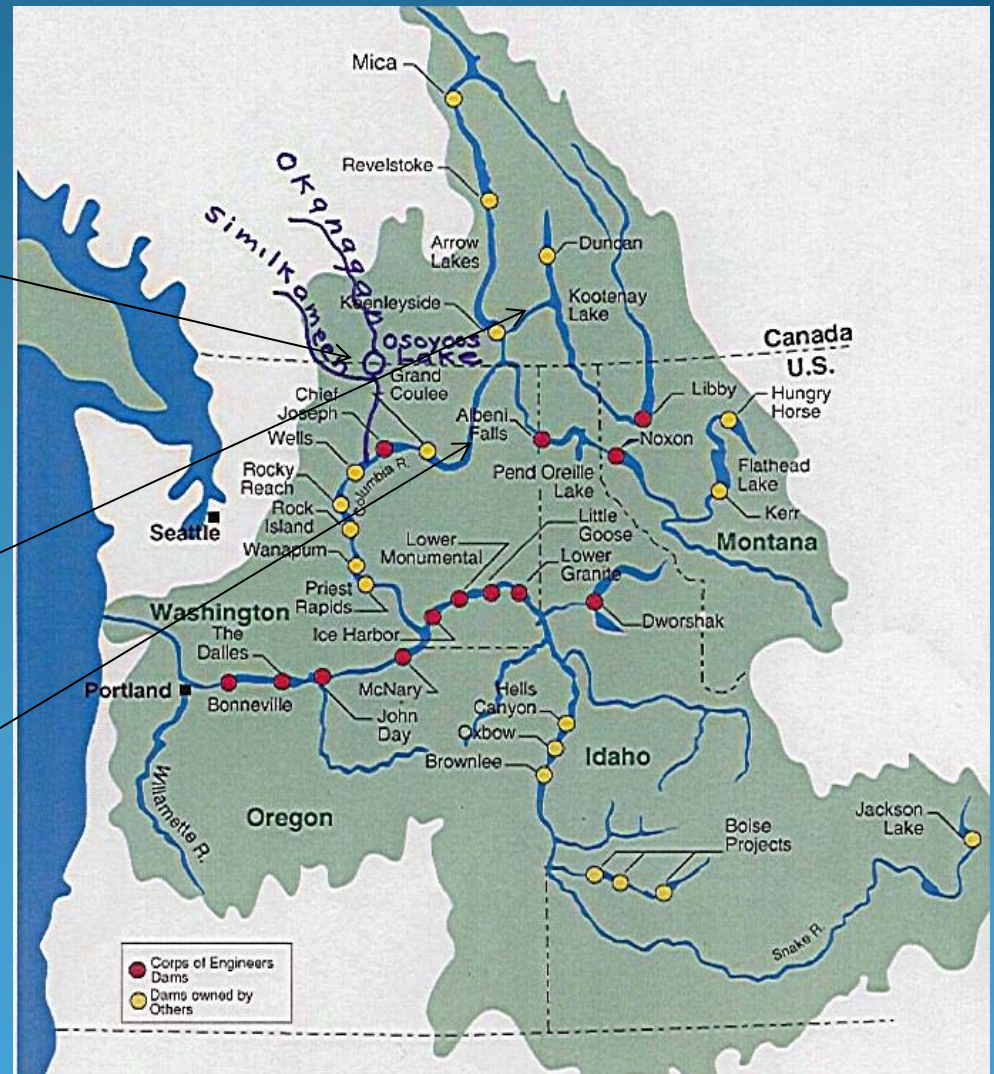 Mica
Revelstoke
Okanagan
Similkameen
Arrow
Lakes
Duncan
Keenleyside
Kootenay
Lake
Osoyoos
Lake
Canada
U.S.
Grand
Coulee
Chief
Joseph
Albeni
Falls
Libby
Hungry
Horse
Wells
Noxon
Columbia R.
Pend Oreille
Lake
Flathead
Lake
Rocky
Reach
Rock
Island
Kerr
Seattle
Little
Goose
Wanapum
Lower
Monumental
Lower
Granite
Montana
Priest
Rapids
Washington
Ice Harbor
Dworshak
The
Dalles
Portland
Bonneville
McNary
John
Day
Hells
Canyon
Oxbow
Brownlee
Idaho
Willamette R.
Oregon
Boise
Projects
Jackson
Lake
Snake R.
Corps of Engineers
Dams
Dams owned by
Others